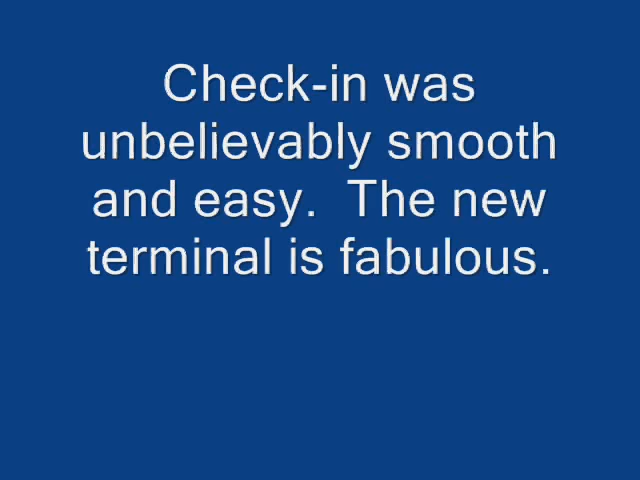 Check-in was
unbelievably smooth
and easy.  The new
terminal is fabulous.